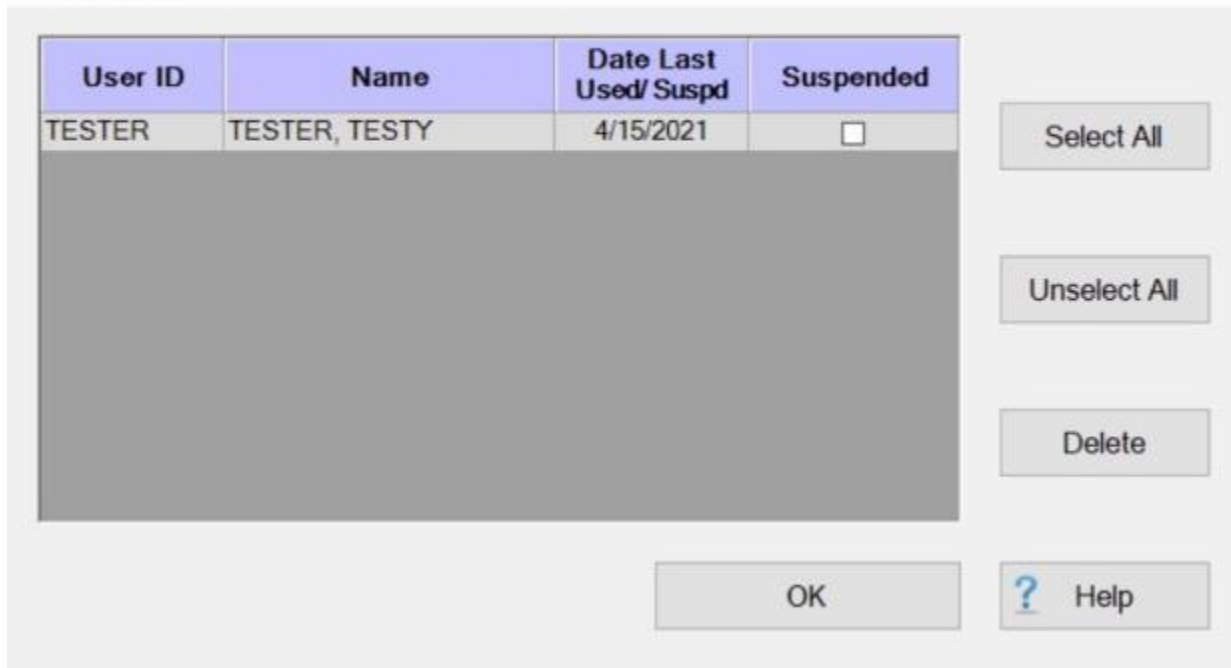 User ID Name Date Last Used/ Suspd Suspended
TESTER TESTER, TESTY 4/15/2021
Select All
Unselect All
Delete
OK
? Help